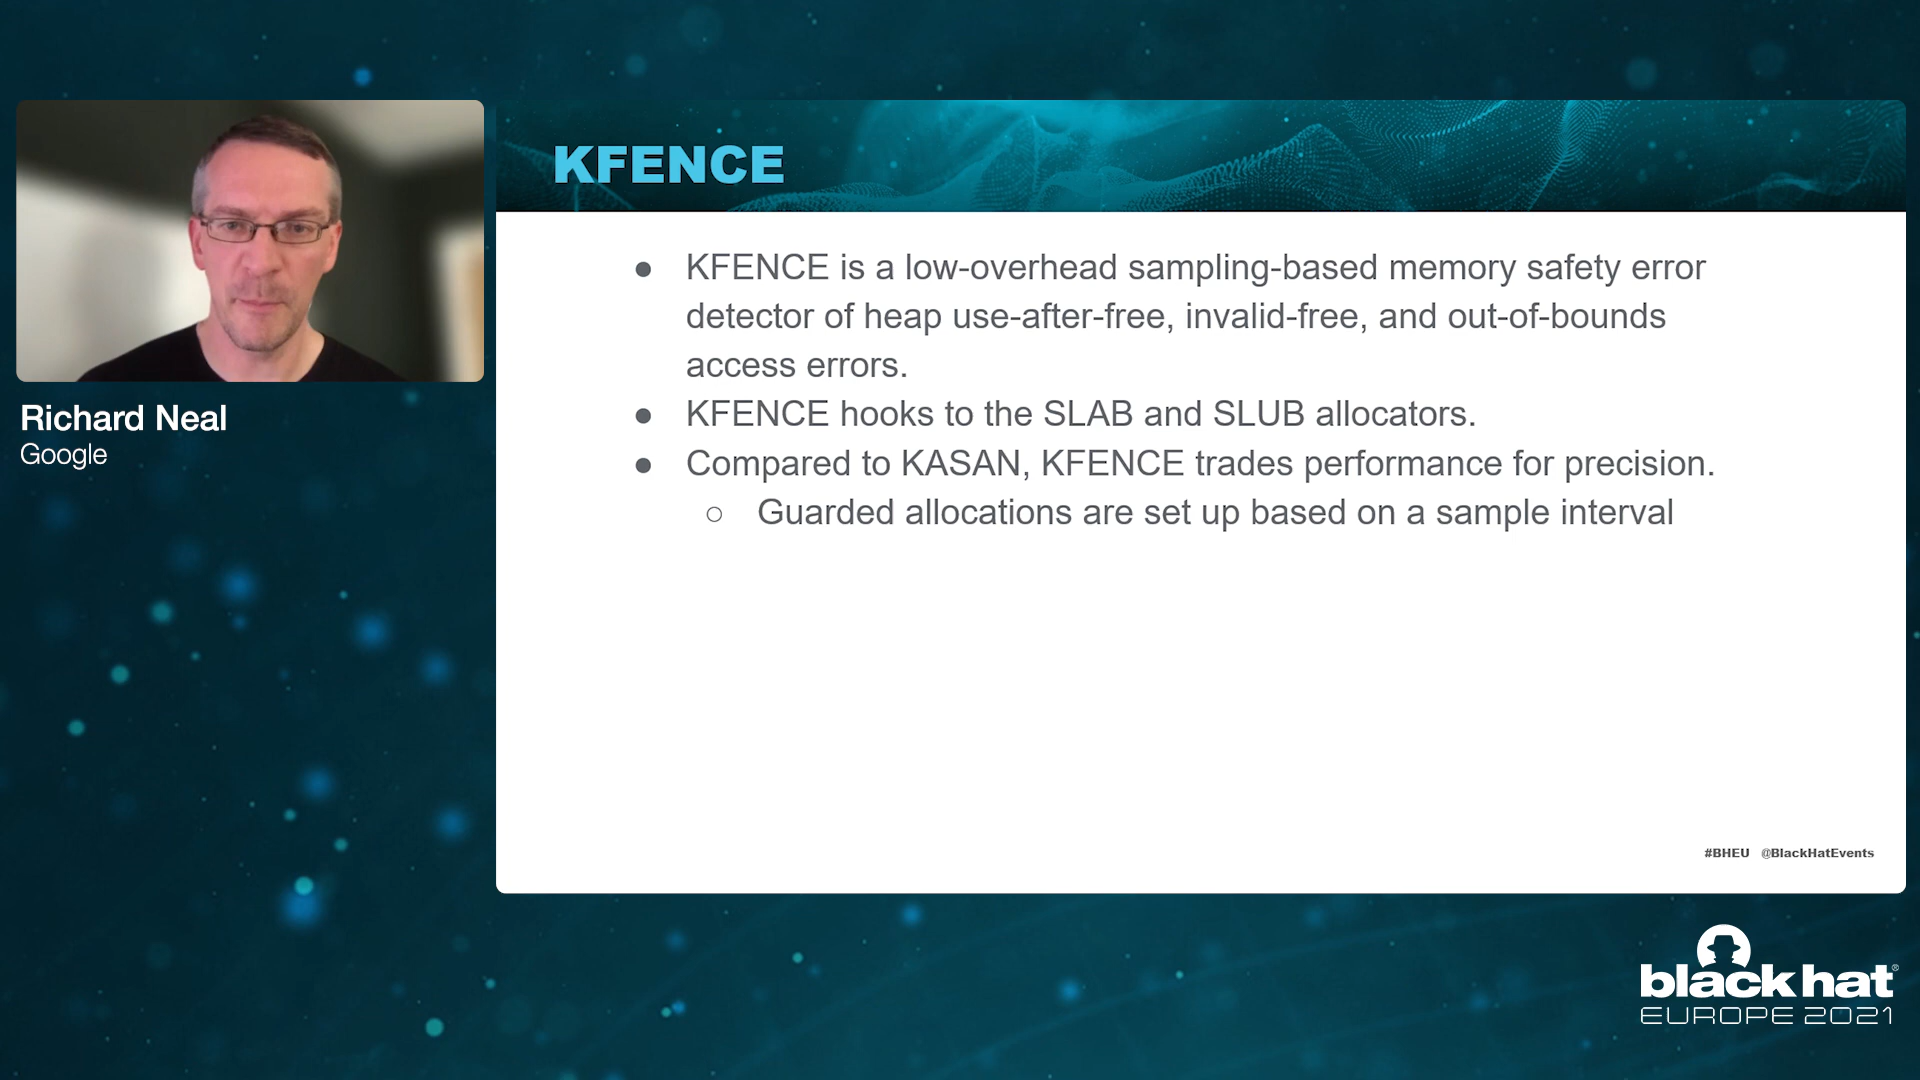 KFENCE
● KFENCE is a low-overhead sampling-based memory safety error
detector of heap use-after-free, invalid-free, and out-of-bounds
access errors.
● KFENCE hooks to the SLAB and SLUB allocators.
● Compared to KASAN, KFENCE trades performance for precision.
○ Guarded allocations are set up based on a sample interval
Richard Neal
Google
#BHEU @BlackHatEvents
black hat®
EUROPE 2021